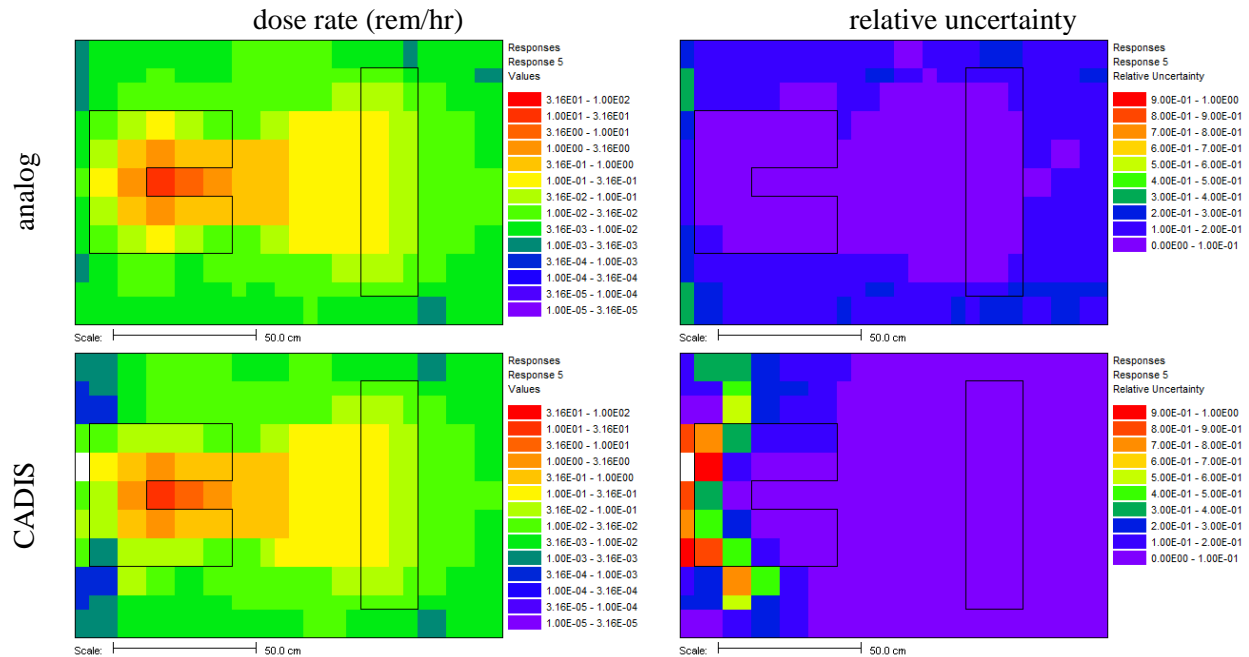 dose rate (rem/hr)
relative uncertainty
analog
Responses
Response 5
Values
3.16E01 - 1.00E02
1.00E01 - 3.16E01
3.16E00 - 1.00E01
1.00E00 - 3.16E00
3.16E-01 - 1.00E00
1.00E-01 - 3.16E-01
3.16E-02 - 1.00E-01
1.00E-02 - 3.16E-02
3.16E-03 - 1.00E-02
1.00E-03 - 3.16E-03
3.16E-04 - 1.00E-03
1.00E-04 - 3.16E-04
3.16E-05 - 1.00E-04
1.00E-05 - 3.16E-05
Scale: 50.0 cm
Responses
Response 5
Relative Uncertainty
9.00E-01 - 1.00E00
8.00E-01 - 9.00E-01
7.00E-01 - 8.00E-01
6.00E-01 - 7.00E-01
5.00E-01 - 6.00E-01
4.00E-01 - 5.00E-01
3.00E-01 - 4.00E-01
2.00E-01 - 3.00E-01
1.00E-01 - 2.00E-01
0.00E00 - 1.00E-01
Scale: 50.0 cm
CADIS
Responses
Response 5
Values
3.16E01 - 1.00E02
1.00E01 - 3.16E01
3.16E00 - 1.00E01
1.00E00 - 3.16E00
3.16E-01 - 1.00E00
1.00E-01 - 3.16E-01
3.16E-02 - 1.00E-01
1.00E-02 - 3.16E-02
3.16E-03 - 1.00E-02
1.00E-03 - 3.16E-03
3.16E-04 - 1.00E-03
1.00E-04 - 3.16E-04
3.16E-05 - 1.00E-04
1.00E-05 - 3.16E-05
Scale: 50.0 cm
Responses
Response 5
Relative Uncertainty
9.00E-01 - 1.00E00
8.00E-01 - 9.00E-01
7.00E-01 - 8.00E-01
6.00E-01 - 7.00E-01
5.00E-01 - 6.00E-01
4.00E-01 - 5.00E-01
3.00E-01 - 4.00E-01
2.00E-01 - 3.00E-01
1.00E-01 - 2.00E-01
0.00E00 - 1.00E-01
Scale: 50.0 cm